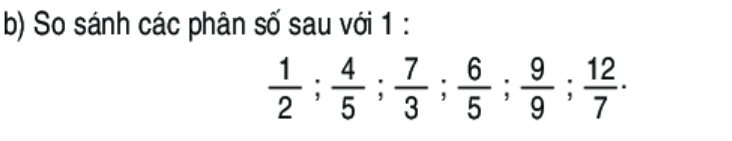 b) So sánh các phân số sau với 1 :
1/2 ; 4/5 ; 7/3 ; 6/5 ; 9/9 ; 12/7.